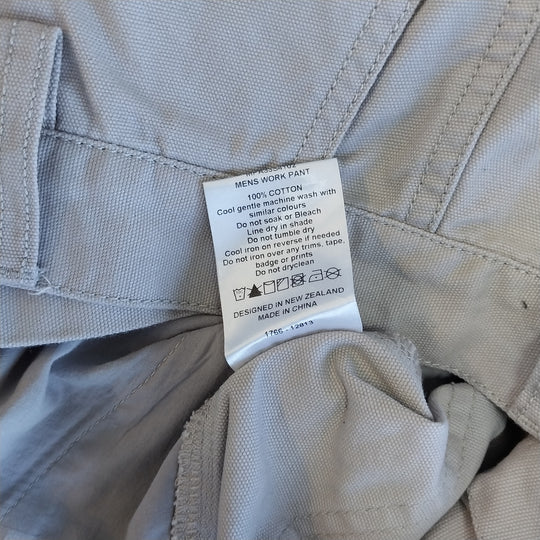 MENS WORK PANT
100% COTTON
Cool gentle machine wash with
similar colours
Do not soak or Bleach
Line dry in shade
Do not tumble dry
Cool iron on reverse if needed
Do not iron over any trims, tape,
badge or prints
Do not dryclean
DESIGNED IN NEW ZEALAND
MADE IN CHINA
1766 - 12813